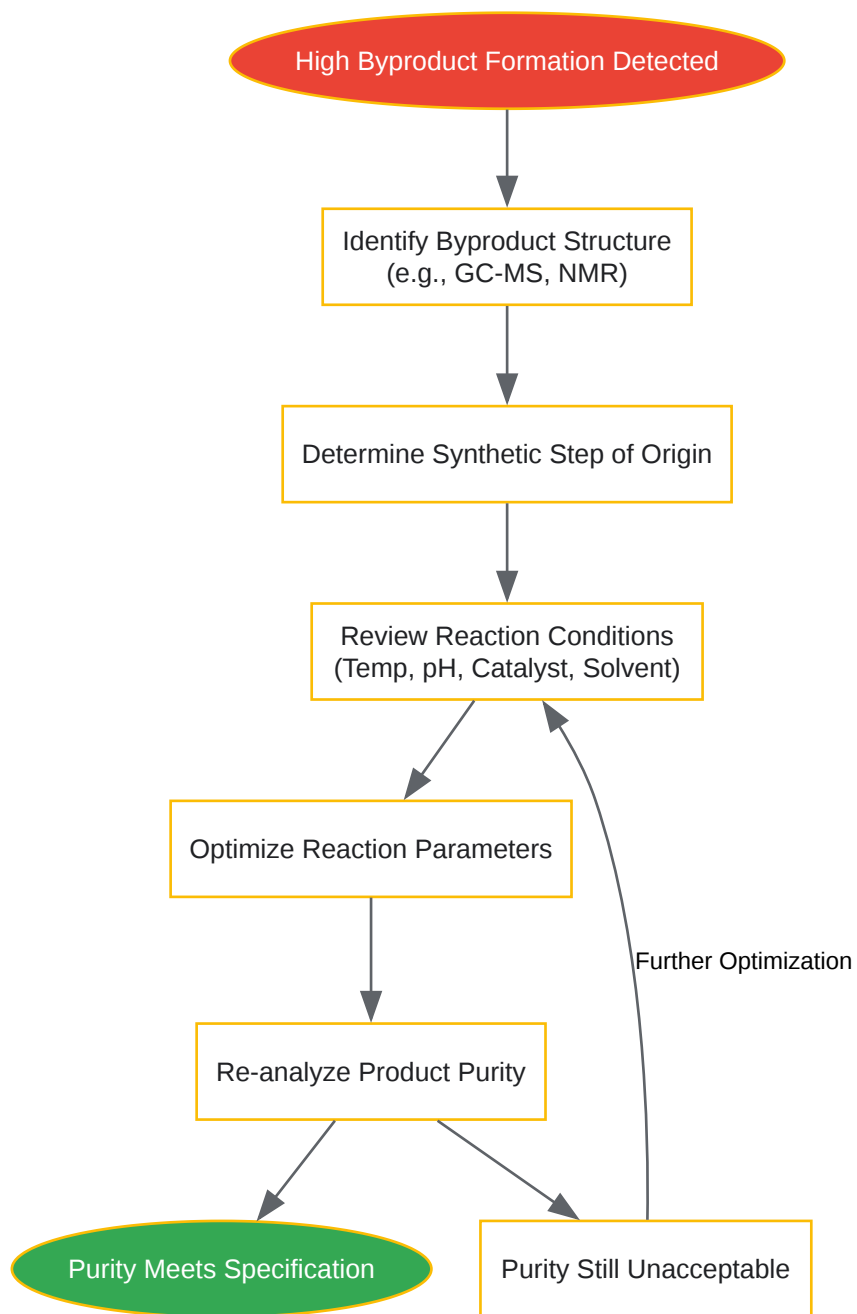 High Byproduct Formation Detected
Identify Byproduct Structure
(e.g., GC-MS, NMR)
Determine Synthetic Step of Origin
Review Reaction Conditions
(Temp, pH, Catalyst, Solvent)
Optimize Reaction Parameters
Further Optimization
Re-analyze Product Purity
Purity Meets Specification
Purity Still Unacceptable